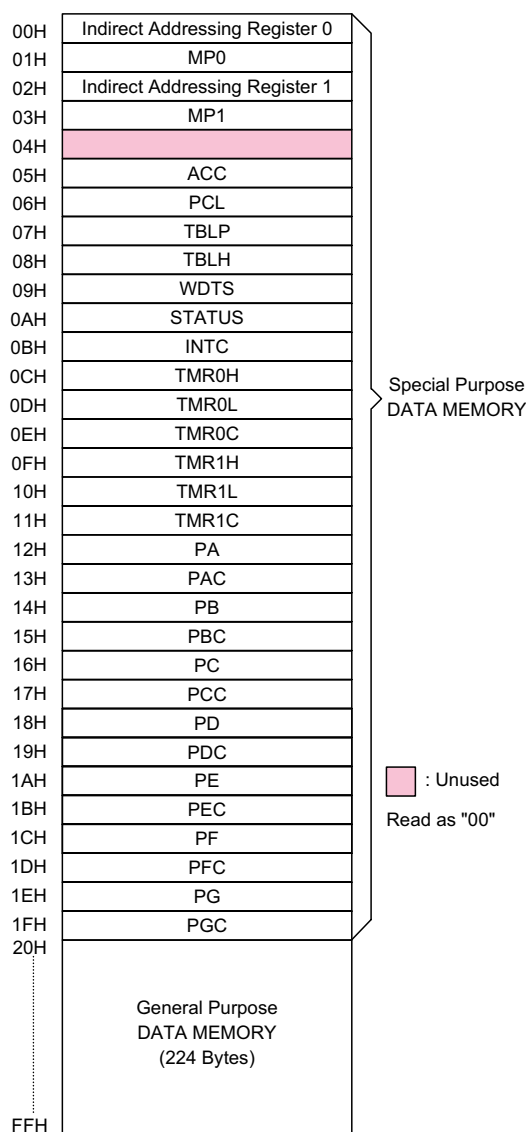 00H Indirect Addressing Register 0
01H MP0
02H Indirect Addressing Register 1
03H MP1
04H
05H ACC
06H PCL
07H TBLP
08H TBLH
09H WDTS
0AH STATUS
0BH INTC
0CH TMR0H
0DH TMR0L
0EH TMR0C
0FH TMR1H
10H TMR1L
11H TMR1C
12H PA
13H PAC
14H PB
15H PBC
16H PC
17H PCC
18H PD
19H PDC
1AH PE
1BH PEC
1CH PF
1DH PFC
1EH PG
1FH PGC
20H
General Purpose
DATA MEMORY
(224 Bytes)
FFH
Special Purpose
DATA MEMORY
: Unused
Read as "00"